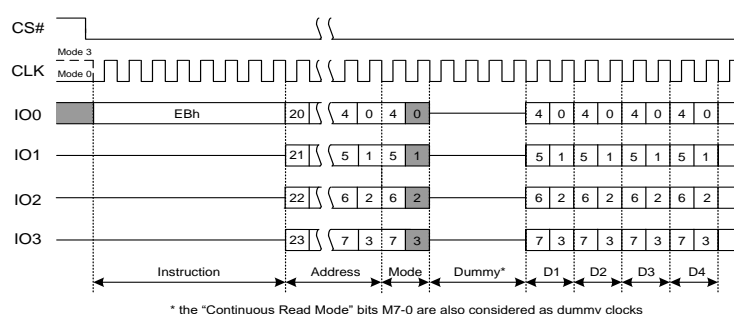 CS#
Mode 3
CLK
Mode 0
IO0 EBh 20 4 0 4 0 4 0 4 0 4 0 4 0
IO1 21 5 1 5 1 5 1 5 1 5 1 5 1
IO2 22 6 2 6 2 6 2 6 2 6 2 6 2
IO3 23 7 3 7 3 7 3 7 3 7 3 7 3
Instruction Address Mode Dummy* D1 D2 D3 D4
* the “Continuous Read Mode” bits M7-0 are also considered as dummy clocks